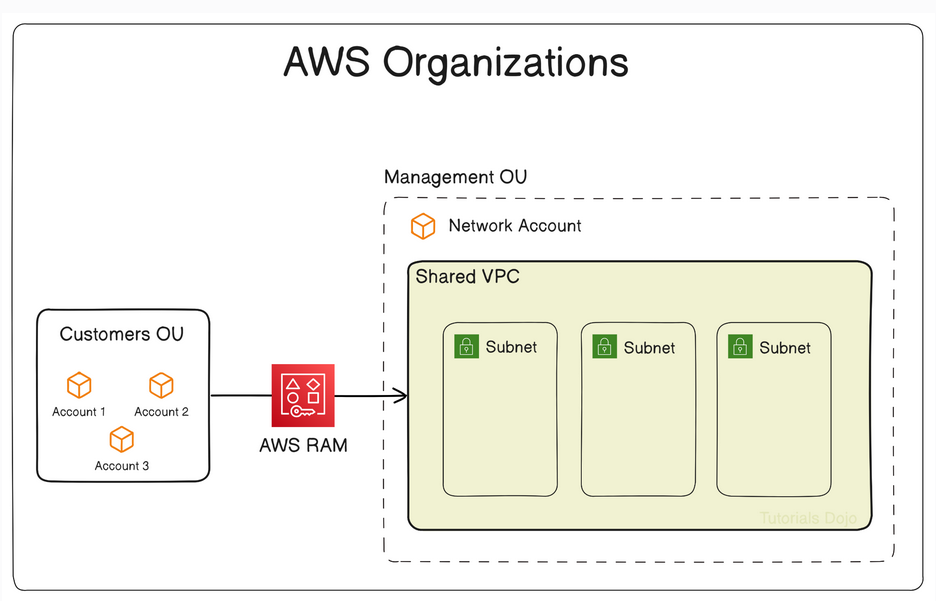 AWS Organizations
Management OU
Network Account
Shared VPC
Subnet
Subnet
Subnet
Customers OU
Account 1
Account 2
Account 3
AWS RAM
Tutorials Dojo